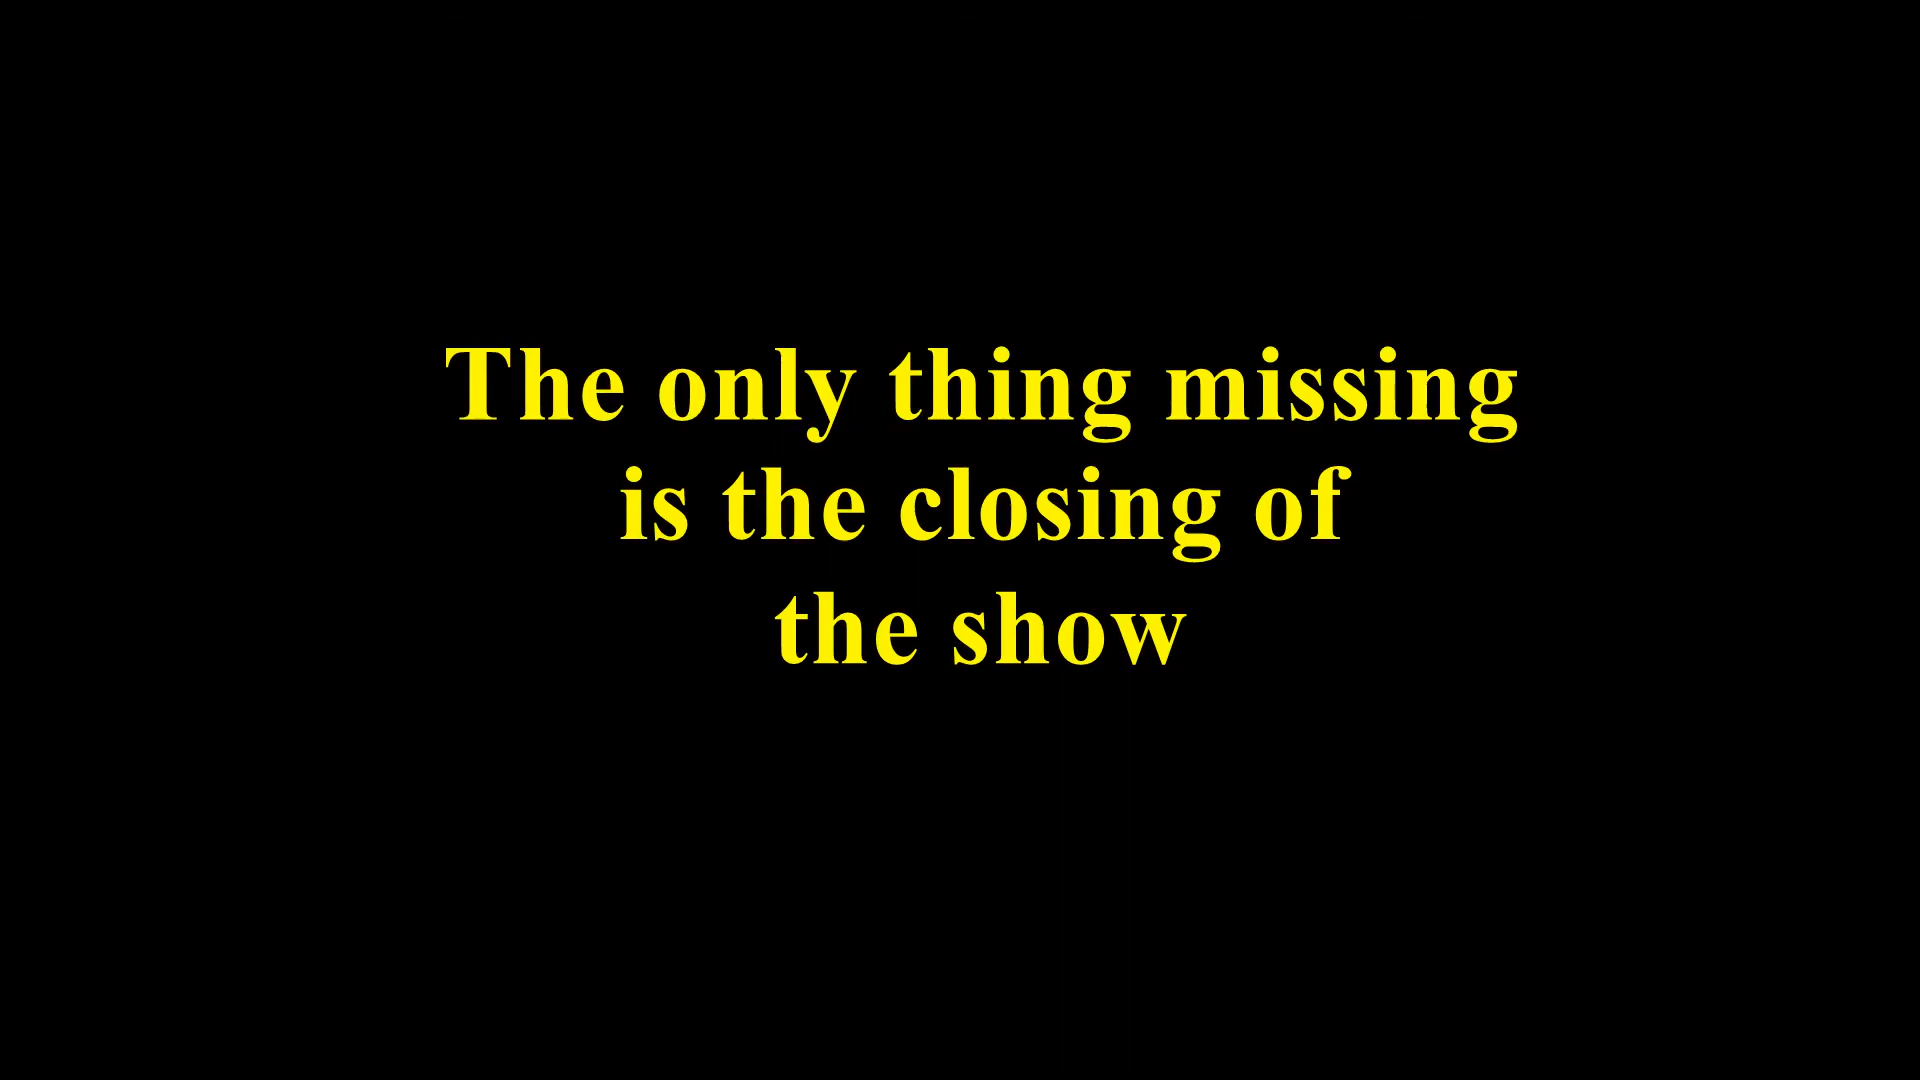 The only thing missing
is the closing of
the show